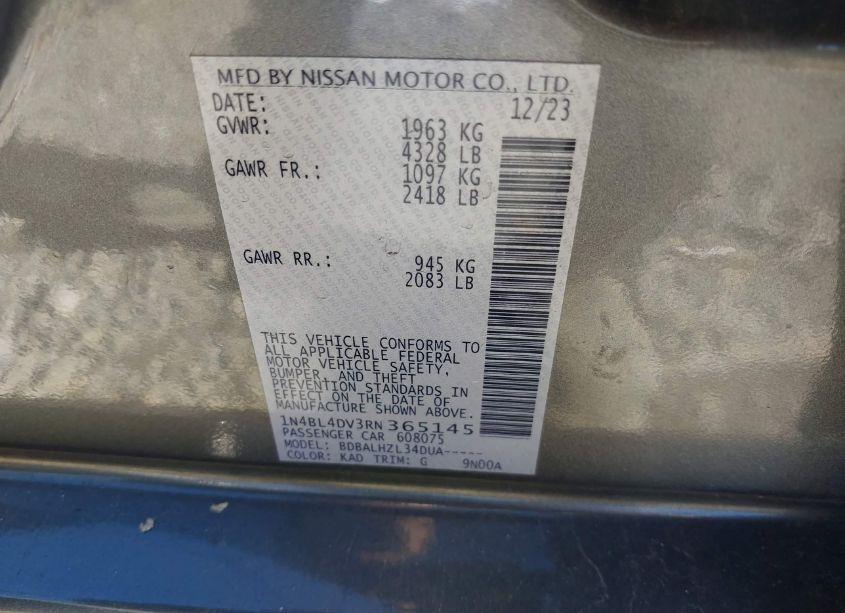 MFD BY NISSAN MOTOR CO., LTD.
DATE: 12/23
GVWR: 1963 KG
4328 LB
GAWR FR.: 1097 KG
2418 LB
GAWR RR.: 945 KG
2083 LB
THIS VEHICLE CONFORMS TO
ALL APPLICABLE FEDERAL
MOTOR VEHICLE SAFETY,
BUMPER, AND THEFT
PREVENTION STANDARDS IN
EFFECT ON THE DATE OF
MANUFACTURE SHOWN ABOVE.
1N4BL4DV3RN365145
PASSENGER CAR 608075
MODEL: BDBALHZL34DUA-----
COLOR: KAD TRIM: G 9N00A